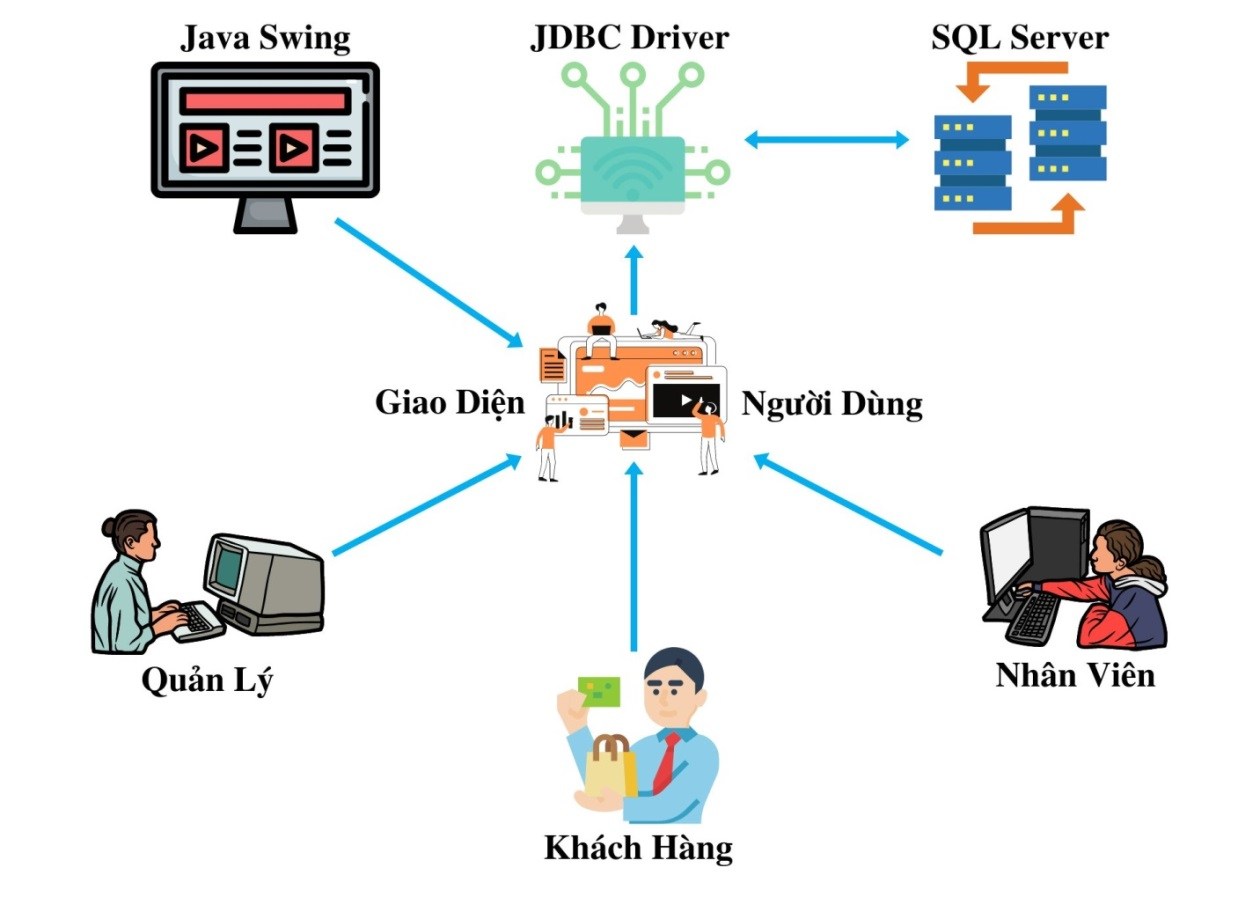 Java Swing
JDBC Driver
SQL Server
Giao Diện
Người Dùng
Quản Lý
Nhân Viên
Khách Hàng